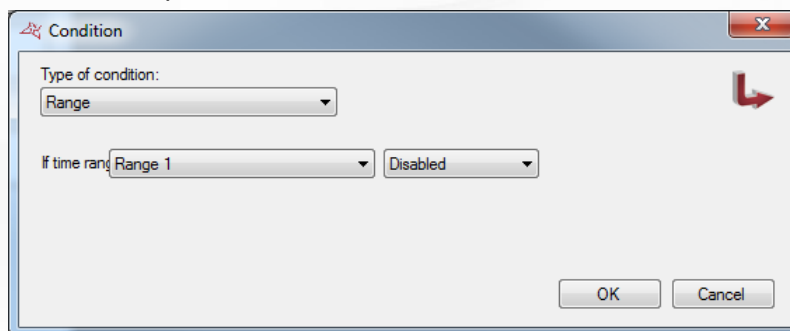 Condition
Type of condition:
Range
If time rang Range 1 Disabled
OK Cancel